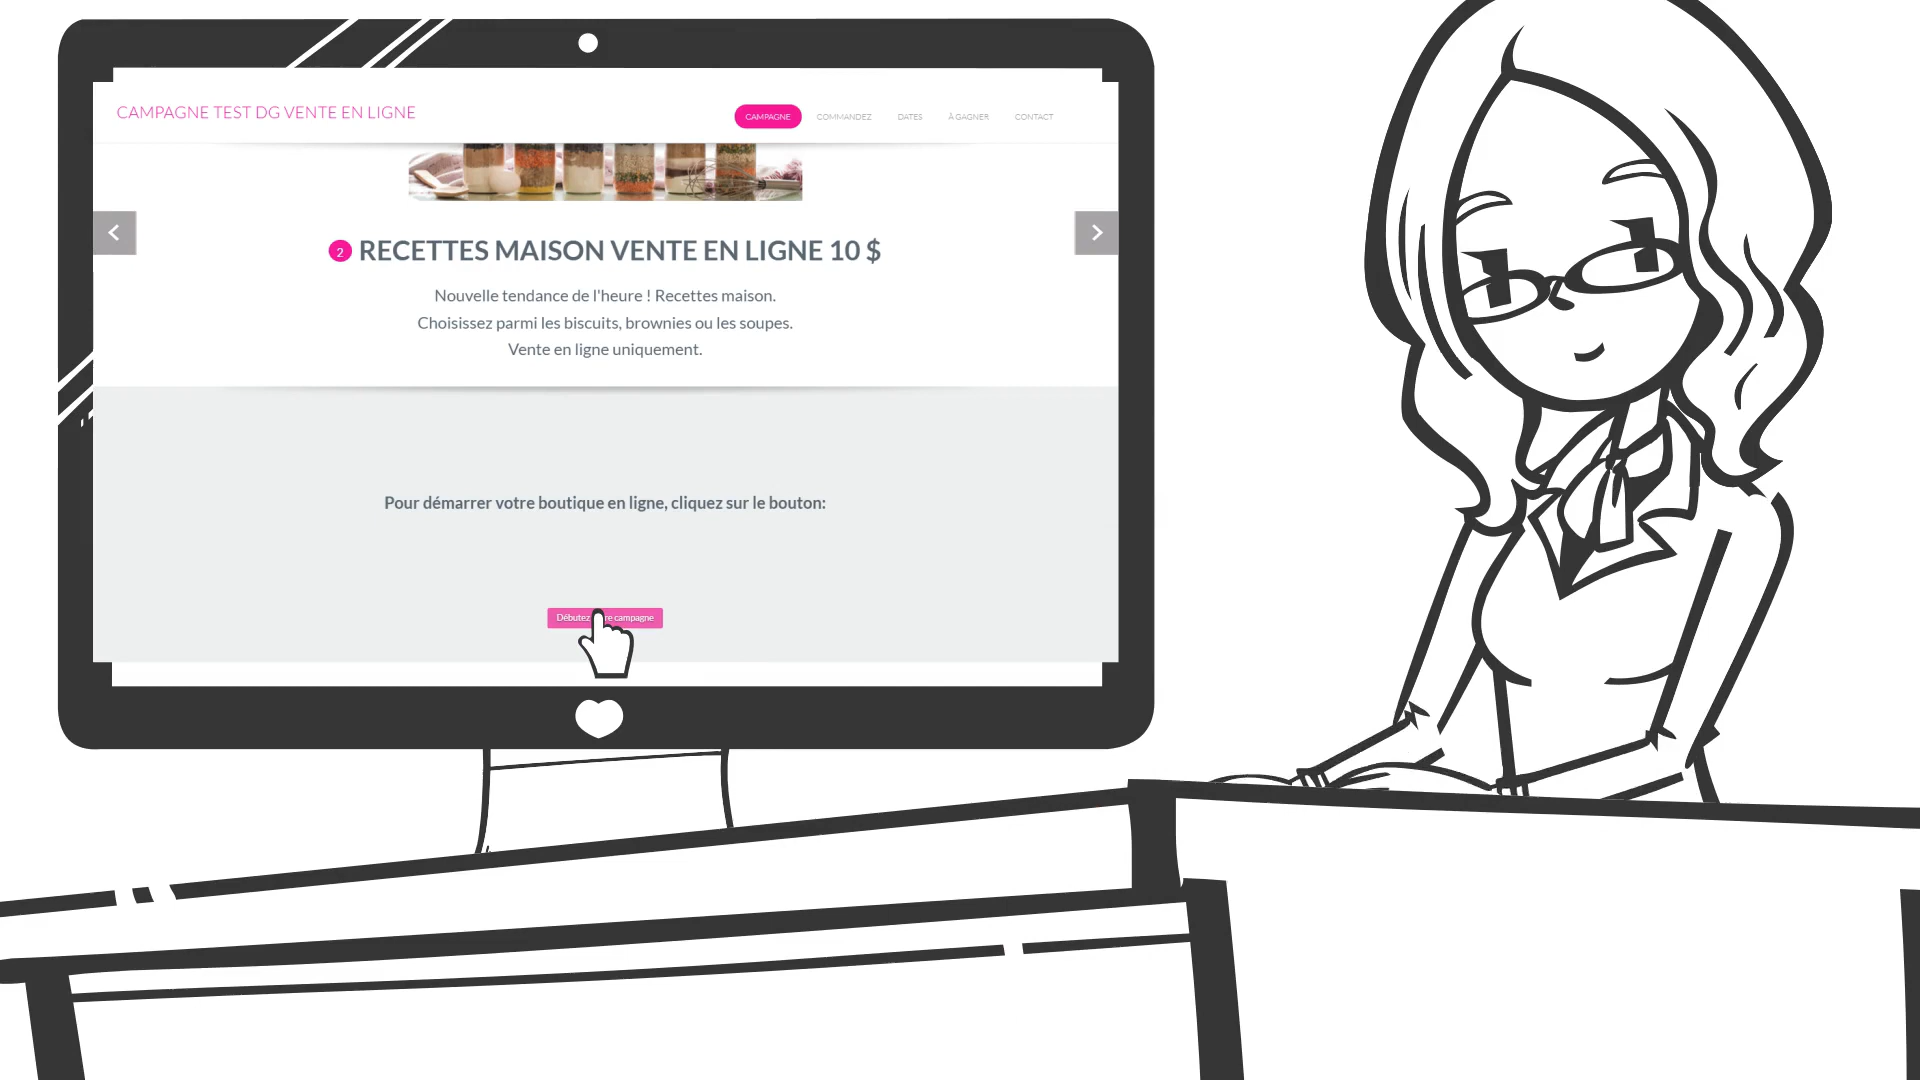 CAMPAGNE TEST DG VENTE EN LIGNE
CAMPAGNE COMMANDEZ DATES À GAGNER CONTACT
2 RECETTES MAISON VENTE EN LIGNE 10 $
Nouvelle tendance de l'heure ! Recettes maison.
Choisissez parmi les biscuits, brownies ou les soupes.
Vente en ligne uniquement.
Pour démarrer votre boutique en ligne, cliquez sur le bouton:
Débutez re campagne